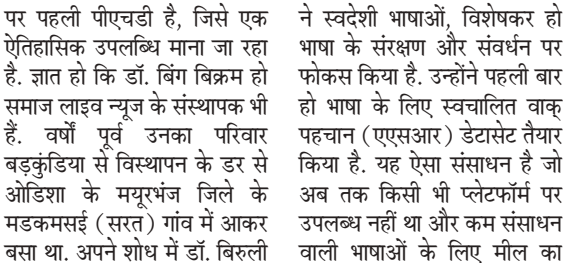 पर पहली पीएचडी है, जिसे एक
ऐतिहासिक उपलब्धि माना जा रहा
है. ज्ञात हो कि डॉ. बिंग बिक्रम हो
समाज लाइव न्यूज के संस्थापक भी
हैं. वर्षों पूर्व उनका परिवार
बड़कुंडिया से विस्थापन के डर से
ओडिशा के मयूरभंज जिले के
मडकमसई (सरत) गांव में आकर
बसा था. अपने शोध में डॉ. बिरुली
ने स्वदेशी भाषाओं, विशेषकर हो
भाषा के संरक्षण और संवर्धन पर
फोकस किया है. उन्होंने पहली बार
हो भाषा के लिए स्वचालित वाक्
पहचान (एएसआर) डेटासेट तैयार
किया है. यह ऐसा संसाधन है जो
अब तक किसी भी प्लेटफॉर्म पर
उपलब्ध नहीं था और कम संसाधन
वाली भाषाओं के लिए मील का